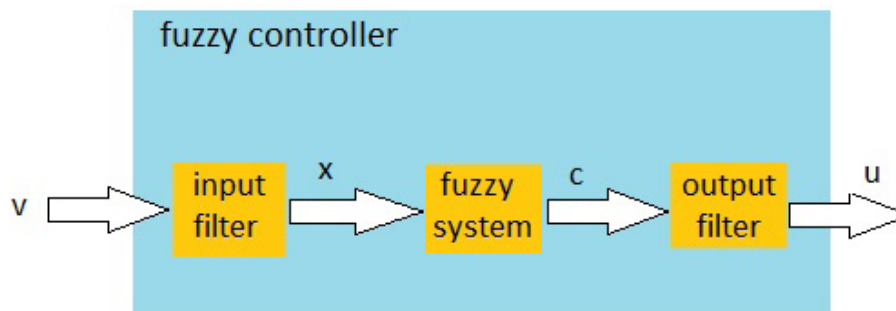 fuzzy controller
v
input
filter
x
fuzzy
system
c
output
filter
u